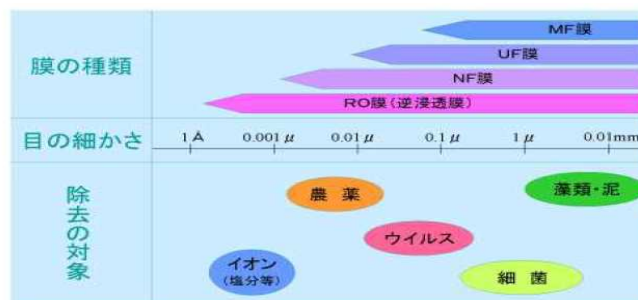 膜の種類
MF膜
UF膜
NF膜
RO膜(逆浸透膜)
目の細かさ
1Å 0.001μ 0.01μ 0.1μ 1μ 0.01mm
除去の対象
農薬
藻類・泥
ウイルス
イオン
(塩分等)
細菌